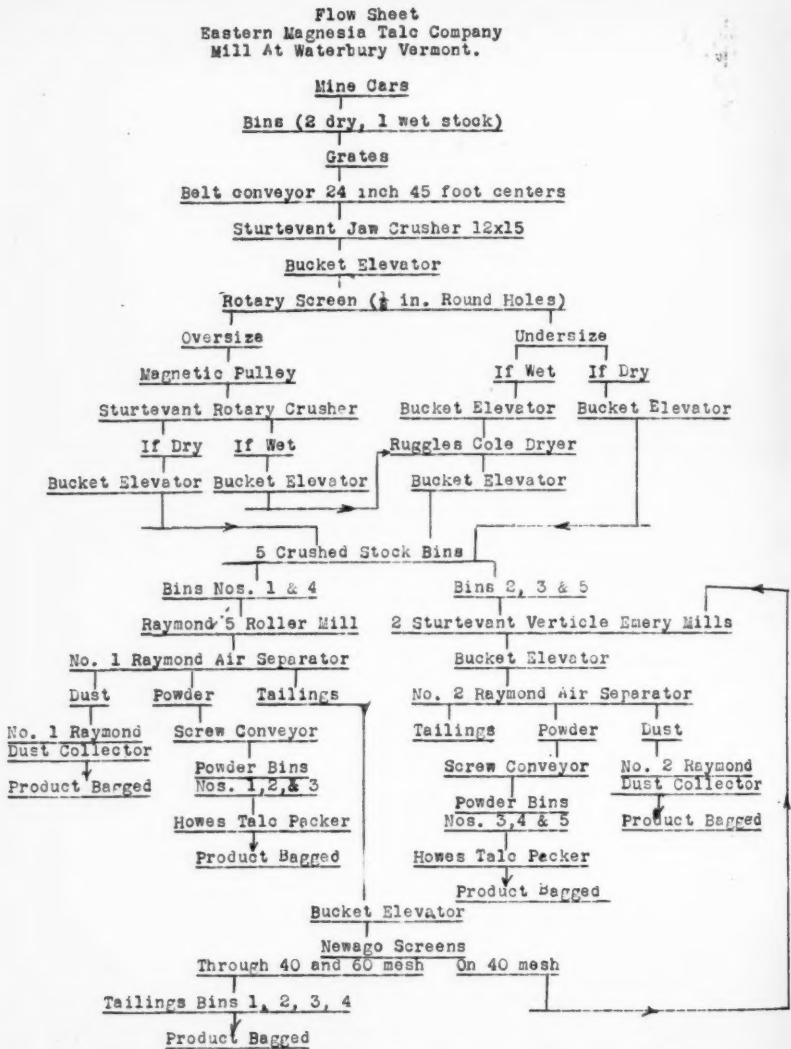 Flow Sheet
Eastern Magnesia Talc Company
Mill At Waterbury Vermont.
Mine Cars
Bins (2 dry, 1 wet stock)
Grates
Belt conveyor 24 inch 45 foot centers
Sturtevant Jaw Crusher 12x15
Bucket Elevator
Rotary Screen ( in. Round Holes)
Oversize Undersize
Magnetic Pulley If Wet If Dry
Sturtevant Rotary Crusher Bucket Elevator Bucket Elevator
If Dry If Wet Ruggles Cole Dryer
Bucket Elevator Bucket Elevator Bucket Elevator
5 Crushed Stock Bins
Bins Nos. 1 & 4 Bins 2, 3 & 5
Raymond 5 Roller Mill 2 Sturtevant Verticle Emery Mills
No. 1 Raymond Air Separator Bucket Elevator
Dust Powder Tailings No. 2 Raymond Air Separator
No. 1 Raymond Screw Conveyor Tailings Powder Dust
Dust Collector Powder Bins Screw Conveyor No. 2 Raymond
Product Bagged Nos. 1,2,& 3 Powder Bins Dust Collector
Howes Talc Packer Nos. 3,4 & 5 Product Bagged
Product Bagged Howes Talc Packer
Product Bagged
Bucket Elevator
Newago Screens
Through 40 and 60 mesh On 40 mesh
Tailings Bins 1, 2, 3, 4
Product Bagged